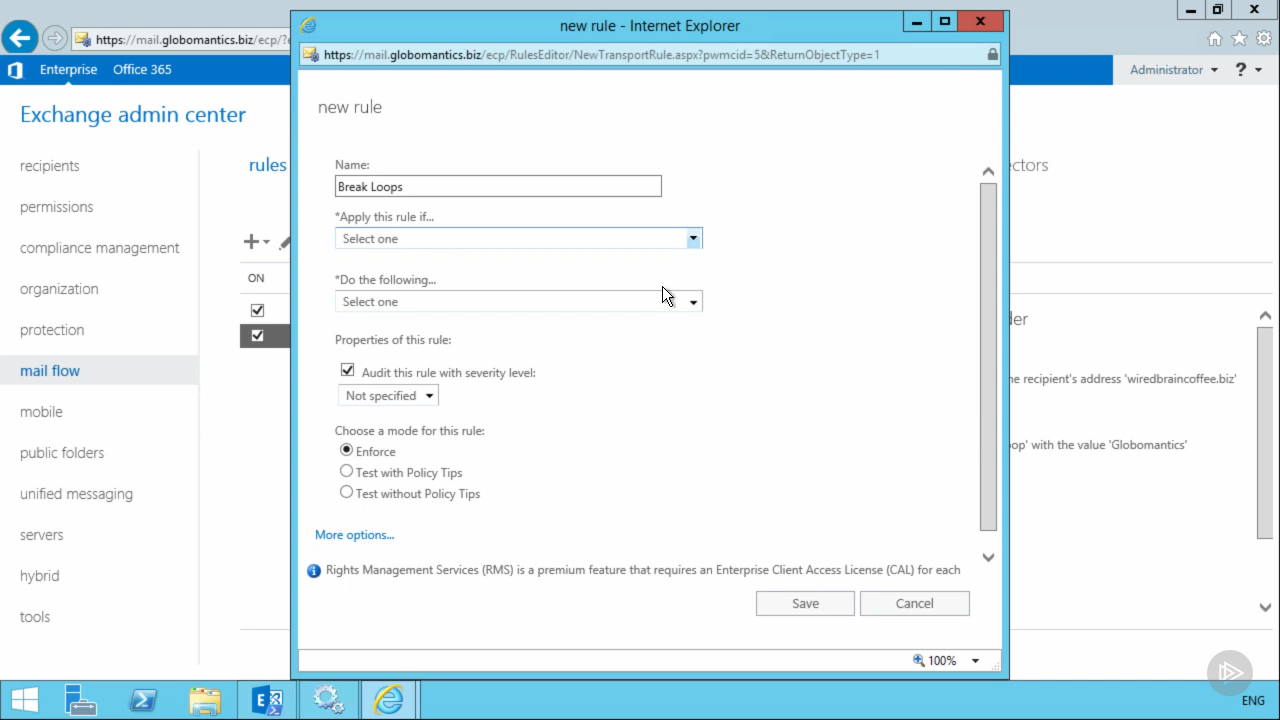 new rule - Internet Explorer
https://mail.globomantics.biz/ecp/?e
https://mail.globomantics.biz/ecp/RulesEditor/NewTransportRule.aspx?pwmcid=5&ReturnObjectType=1
Enterprise Office 365
Administrator ?
Exchange admin center
recipients
permissions
compliance management
organization
protection
mail flow
mobile
public folders
unified messaging
servers
hybrid
tools
rules
ON
new rule
Name:
Break Loops
*Apply this rule if...
Select one
*Do the following...
Select one
Properties of this rule:
Audit this rule with severity level:
Not specified
Choose a mode for this rule:
Enforce
Test with Policy Tips
Test without Policy Tips
More options...
Rights Management Services (RMS) is a premium feature that requires an Enterprise Client Access License (CAL) for each
Save Cancel
100%
ectors
der
ne recipient's address 'wiredbraincoffee.biz'
oop' with the value 'Globomantics'
ENG